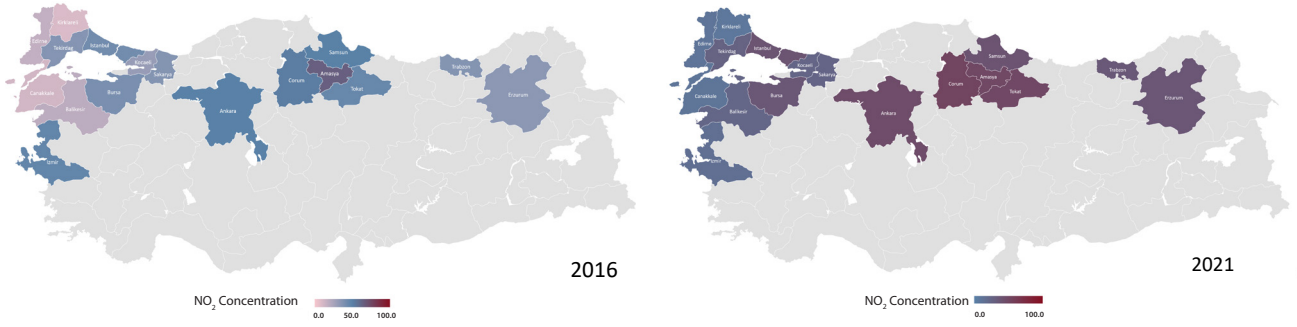 Kirklareli
Edirne
Tekirdag
Istanbul
Kocaeli
Sakarya
Canakkale
Balikesir
Bursa
Izmir
Ankara
Samsun
Corum
Amasya
Tokat
Trabzon
Erzurum
2016
NO2 Concentration
0.0 50.0 100.0
Kirklareli
Edirne
Tekirdag
Istanbul
Kocaeli
Sakarya
Canakkale
Balikesir
Bursa
Izmir
Ankara
Samsun
Corum
Amasya
Tokat
Trabzon
Erzurum
2021
NO2 Concentration
0.0 100.0